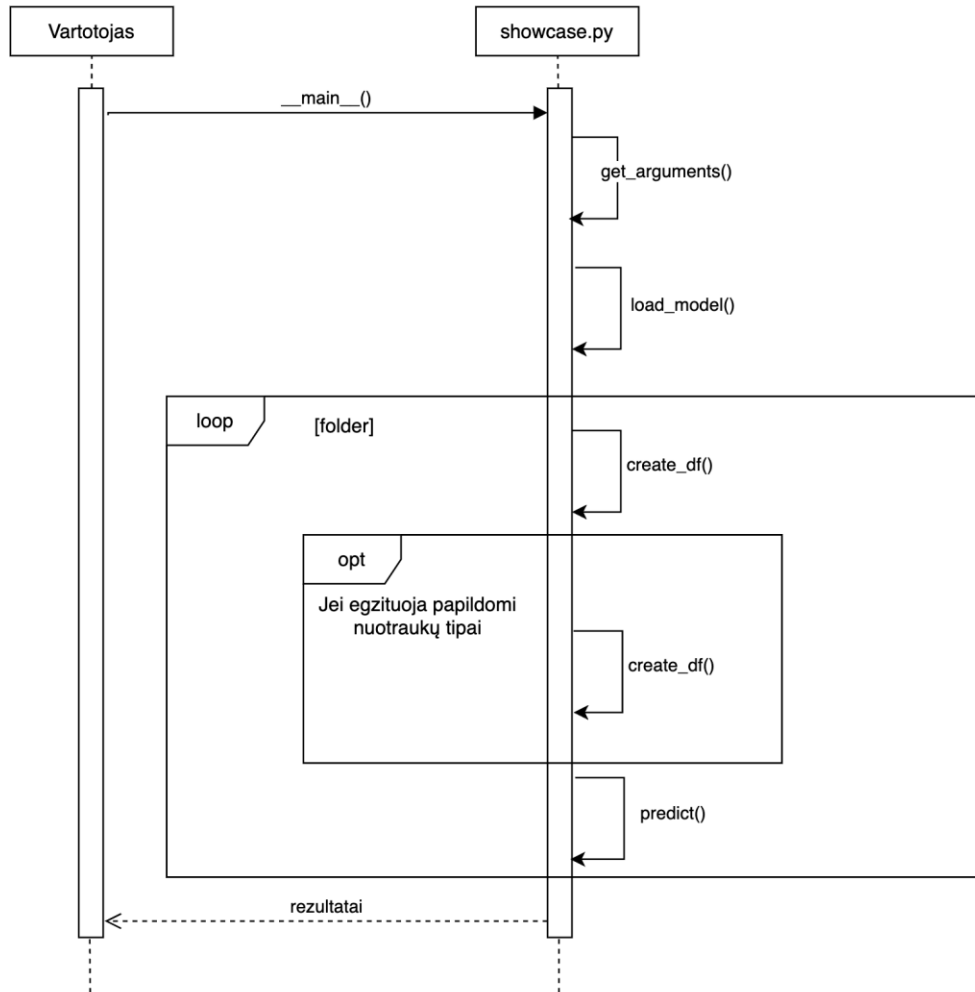 Vartotojas
showcase.py
__main__()
get_arguments()
load_model()
loop
[folder]
create_df()
opt
Jei egzituoja papildomi
nuotraukų tipai
create_df()
predict()
rezultatai